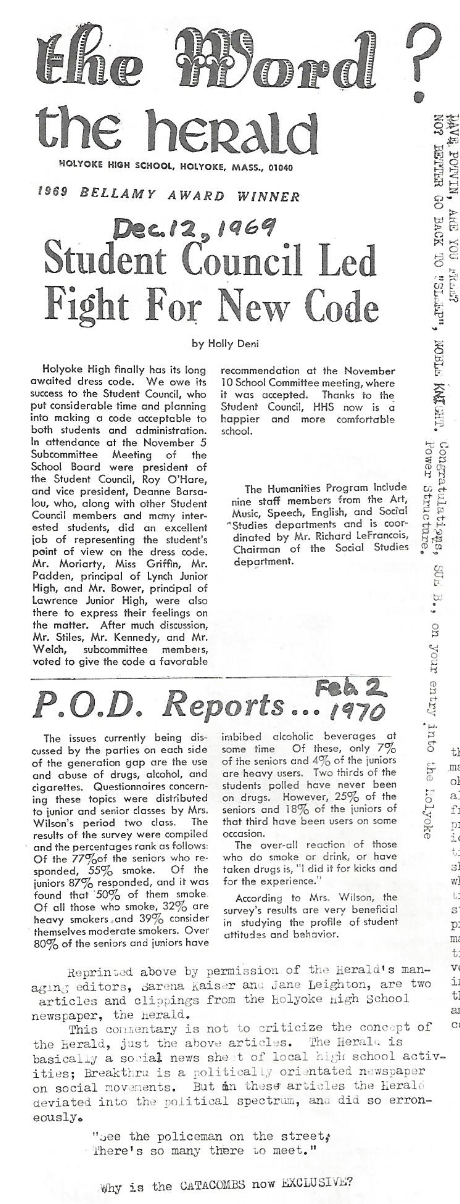 the Word ?
the herald
HOLYOKE HIGH SCHOOL, HOLYOKE, MASS., 01040
1969 BELLAMY AWARD WINNER
Dec. 12, 1969
Student Council Led
Fight For New Code
by Holly Deni
Holyoke High finally has its long
awaited dress code. We owe its
success to the Student Council, who
put considerable time and planning
into making a code acceptable to
both students and administration.
In attendance at the November 5
Subcommittee Meeting of the
School Board were president of
the Student Council, Roy O'Hare,
and vice president, Deanne Barsa-
lou, who, along with other Student
Council members and many inter-
ested students, did an excellent
job of representing the student's
point of view on the dress code.
Mr. Moriarty, Miss Griffin, Mr.
Padden, principal of Lynch Junior
High, and Mr. Bower, principal of
Lawrence Junior High, were also
there to express their feelings on
the matter. After much discussion,
Mr. Stiles, Mr. Kennedy, and Mr.
Welch, subcommittee members,
voted to give the code a favorable
recommendation at the November
10 School Committee meeting, where
it was accepted. Thanks to the
Student Council, HHS now is a
happier and more comfortable
school.
The Humanities Program include
nine staff members from the Art,
Music, Speech, English, and Social
"Studies departments and is coor-
dinated by Mr. Richard LeFrancois,
Chairman of the Social Studies
department.
P.O.D. Reports...
Feb. 2
1970
The issues currently being dis-
cussed by the parties on each side
of the generation gap are the use
and abuse of drugs, alcohol, and
cigarettes. Questionnaires concern-
ing these topics were distributed
to junior and senior classes by Mrs.
Wilson's period two class. The
results of the survey were compiled
and the percentages rank as follows:
Of the 77% of the seniors who re-
sponded, 55% smoke. Of the
juniors 87% responded, and it was
found that 50% of them smoke.
Of all those who smoke, 32% are
heavy smokers and 39% consider
themselves moderate smokers. Over
80% of the seniors and juniors have
imbibed alcoholic beverages at
some time Of these, only 7%
of the seniors and 4% of the juniors
are heavy users. Two thirds of the
students polled have never been
on drugs. However, 25% of the
seniors and 18% of the juniors of
that third have been users on some
occasion.
The over-all reaction of those
who do smoke or drink, or have
taken drugs is, "I did it for kicks and
for the experience."
According to Mrs. Wilson, the
survey's results are very beneficial
in studying the profile of student
attitudes and behavior.
Reprinted above by permission of the Herald's man-
aging editors, Sarena Kaiser and Jane Leighton, are two
articles and clippings from the Holyoke High School
newspaper, the Herald.
This commentary is not to criticize the concept of
the Herald, just the above articles. The Herald is
basically a social news sheet of local high school activ-
ities; Breakthru is a politically orientated newspaper
on social movements. But in these articles the Herald
deviated into the political spectrum, and did so erron-
eously.
"See the policeman on the street,
There's so many there to meet."
Why is the CATACOMBS now EXCLUSIVE?
DAVE POTVIN, ARE YOU FREE?
NOT BETTER GO BACK TO "SLEEP", NOBLE KNIGHT.
Congratulations, SUE B., on your entry into the Holyoke
Power Structure.